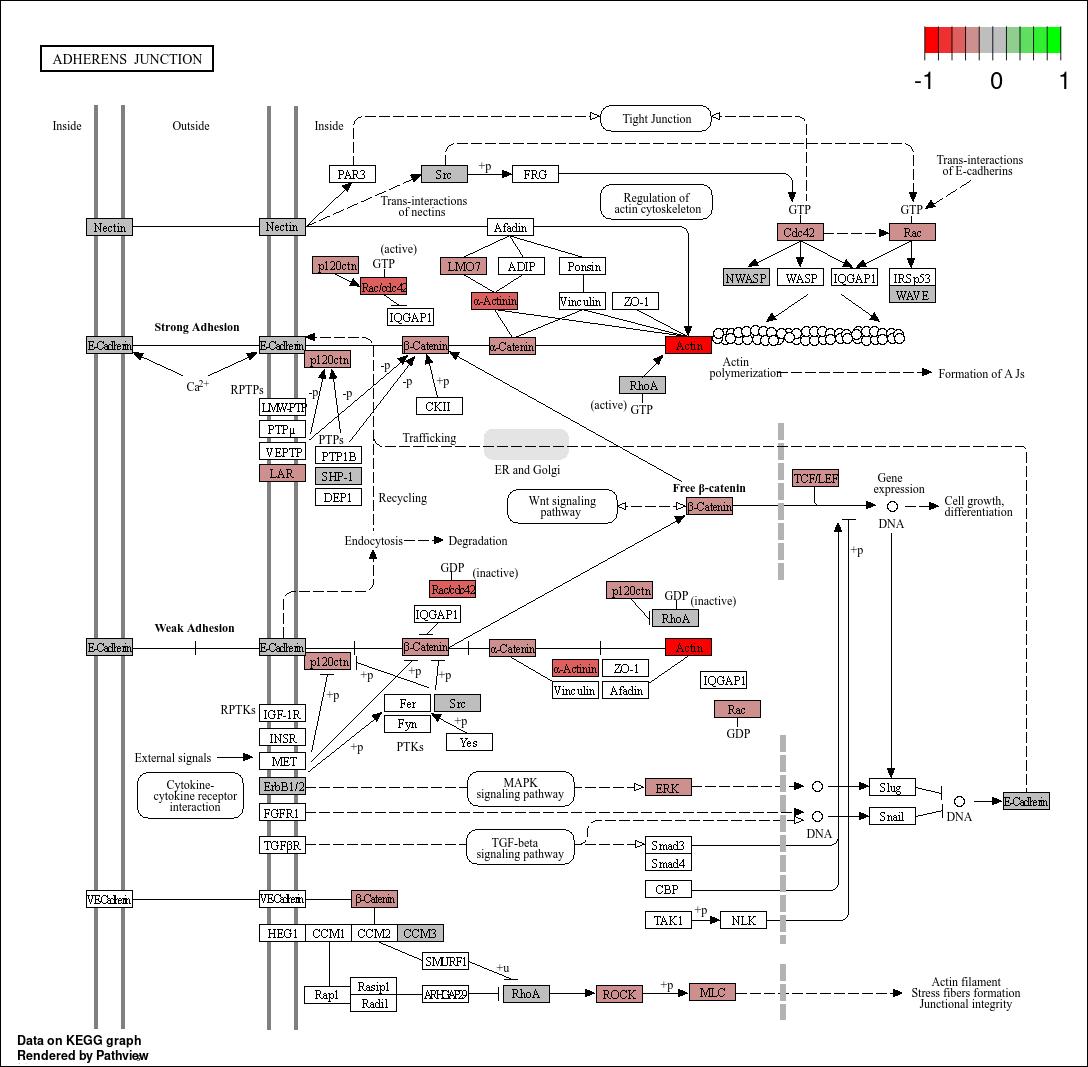 ADHERENS JUNCTION
-1 0 1
Inside
Outside
Inside
Tight Junction
PAR3
Src
+p
FRG
Trans-interactions
of E-cadherins
Trans-interactions
of nectins
Regulation of
actin cytoskeleton
GTP
GTP
Nectin
Nectin
Afadin
Cdc42
Rac
(active)
GTP
p120ctn
Rac/cdc42
IQGAP1
LMO7
ADIP
Ponsin
α-Actinin
Vinculin
ZO-1
NWASP
WASP
IQGAP1
IRSp53
WAVE
Strong Adhesion
E-Cadherin
E-Cadherin
p120ctn
β-Catenin
α-Catenin
Actin
Actin
polymerization
Formation of AJs
Ca2+
RPTPs
-p
-p
-p
-p
+p
CKII
RhoA
(active)
GTP
LMW-PTP
PTPμ
VEPTP
LAR
PTPs
PTP1B
SHP-1
DEP1
Trafficking
ER and Golgi
Recycling
Wnt signaling
pathway
Free β-catenin
β-Catenin
TCF/LEF
Gene
expression
DNA
Cell growth,
differentiation
+p
Endocytosis
Degradation
GDP
(inactive)
Rac/cdc42
IQGAP1
p120ctn
GDP
(inactive)
RhoA
Weak Adhesion
E-Cadherin
E-Cadherin
p120ctn
β-Catenin
α-Catenin
Actin
α-Actinin
ZO-1
Vinculin
Afadin
IQGAP1
Rac
GDP
+p
+p
+p
+p
+p
+p
Fer
Src
Fyn
Yes
PTKs
RPTKs
IGF-1R
INSR
MET
External signals
Cytokine-
cytokine receptor
interaction
ErbB1/2
FGFR1
TGFβR
MAPK
signaling pathway
ERK
TGF-beta
signaling pathway
Slug
Snail
DNA
DNA
E-Cadherin
Smad3
Smad4
CBP
TAK1
+p
NLK
VE-Cadherin
VE-Cadherin
β-Catenin
HEG1
CCM1
CCM2
CCM3
SMURF1
+u
Rap1
Rasip1
Radil
ARHGAP29
RhoA
ROCK
+p
MLC
Actin filament
Stress fibers formation
Junctional integrity
Data on KEGG graph
Rendered by Pathview